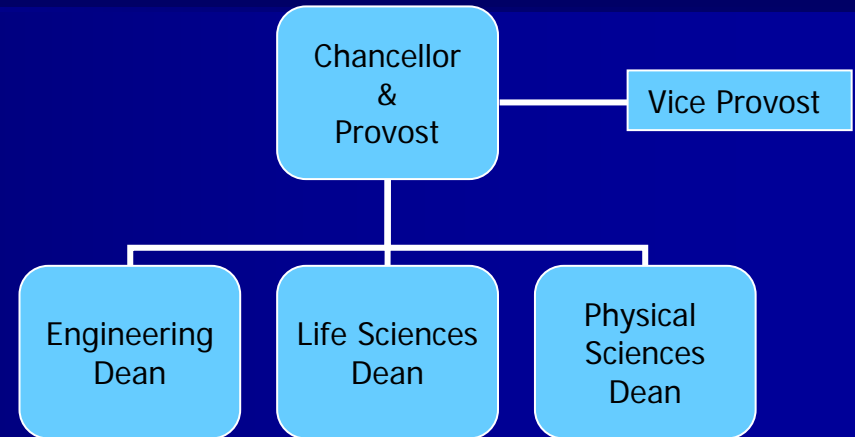 Chancellor
&
Provost
Vice Provost
Engineering
Dean
Life Sciences
Dean
Physical
Sciences
Dean